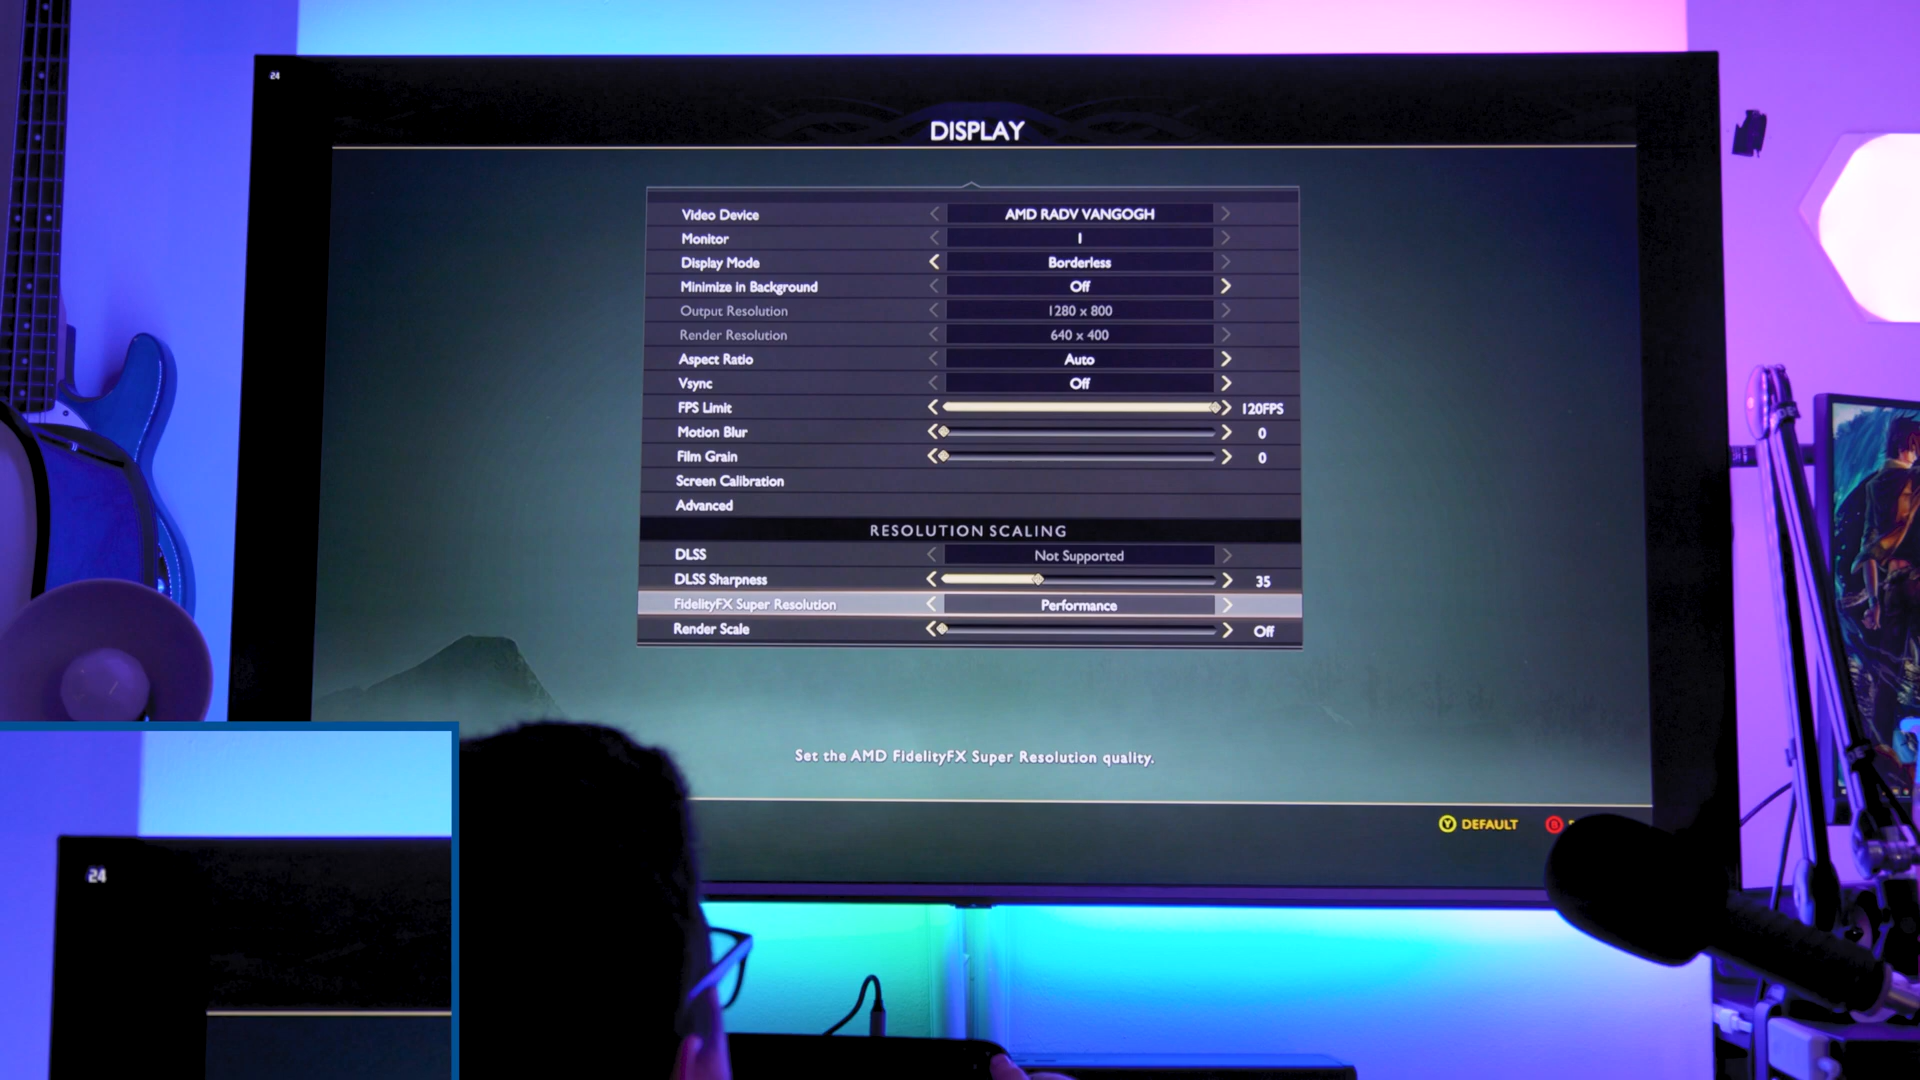 24
DISPLAY
Video Device AMD RADV VANGOGH
Monitor 1
Display Mode Borderless
Minimize in Background Off
Output Resolution 1280 x 800
Render Resolution 640 x 400
Aspect Ratio Auto
Vsync Off
FPS Limit 120FPS
Motion Blur 0
Film Grain 0
Screen Calibration
Advanced
RESOLUTION SCALING
DLSS Not Supported
DLSS Sharpness 35
FidelityFX Super Resolution Performance
Render Scale Off
Set the AMD FidelityFX Super Resolution quality.
Y DEFAULT B
24